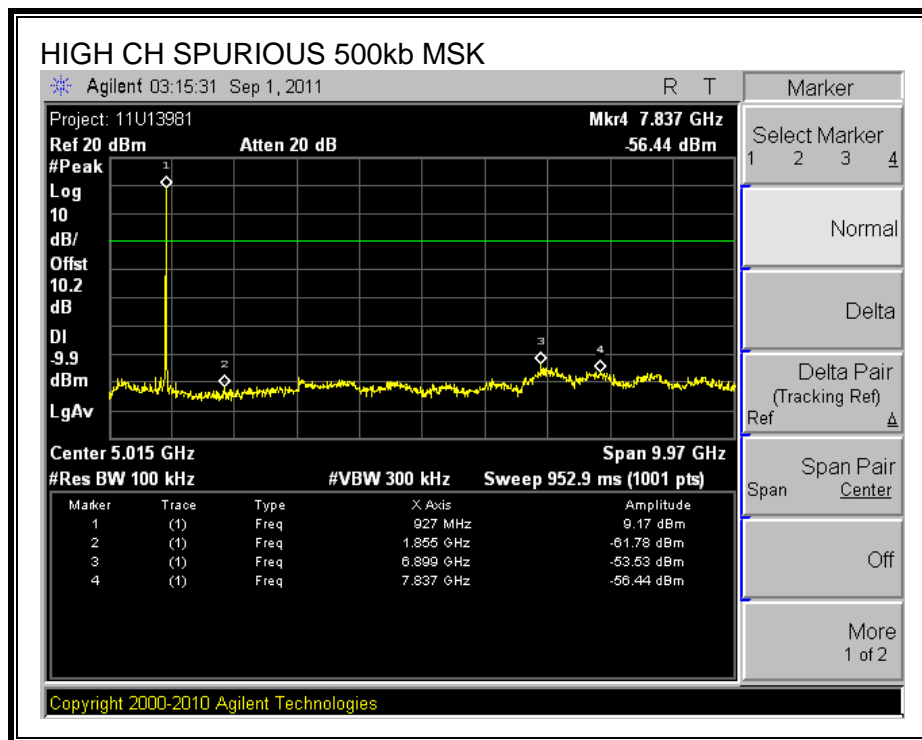 HIGH CH SPURIOUS 500kb MSK
Agilent 03:15:31 Sep 1, 2011 R T
Project: 11U13981 Mkr4 7.837 GHz
Ref 20 dBm Atten 20 dB -56.44 dBm
#Peak
Log
10
dB/
Offst
10.2
dB
DI
-9.9
dBm
LgAv
1
2
3
4
Center 5.015 GHz Span 9.97 GHz
#Res BW 100 kHz #VBW 300 kHz Sweep 952.9 ms (1001 pts)
Marker Trace Type X Axis Amplitude
1 (1) Freq 927 MHz 9.17 dBm
2 (1) Freq 1.855 GHz -61.78 dBm
3 (1) Freq 6.899 GHz -53.53 dBm
4 (1) Freq 7.837 GHz -56.44 dBm
Marker
Select Marker
1 2 3 4
Normal
Delta
Delta Pair
(Tracking Ref)
Ref Δ
Span Pair
Span Center
Off
More
1 of 2
Copyright 2000-2010 Agilent Technologies